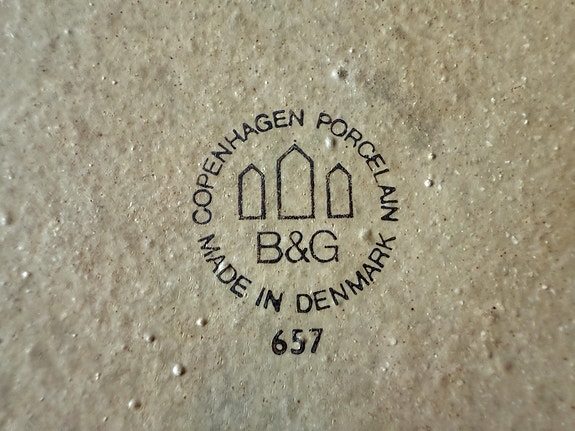 COPENHAGEN PORCELAIN
B&G
MADE IN DENMARK
657